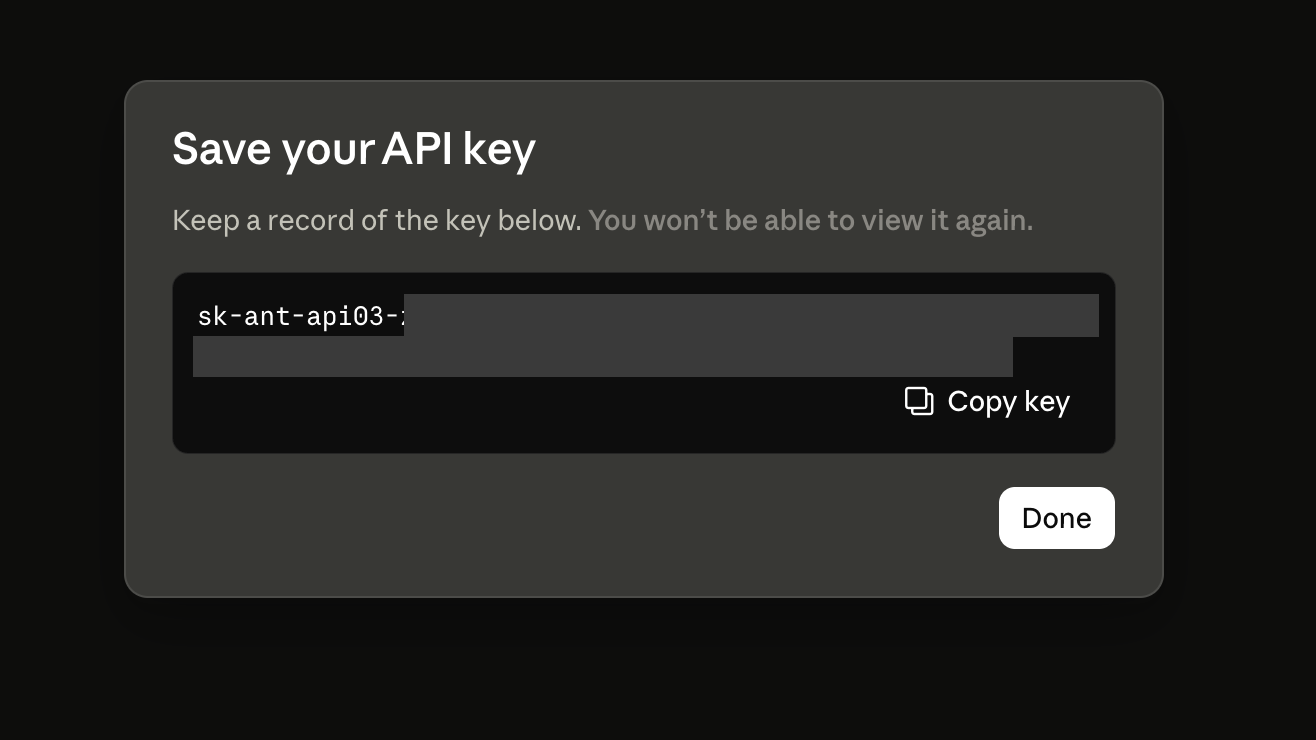 Save your API key
Keep a record of the key below. You won’t be able to view it again.
sk-ant-api03-
Copy key
Done